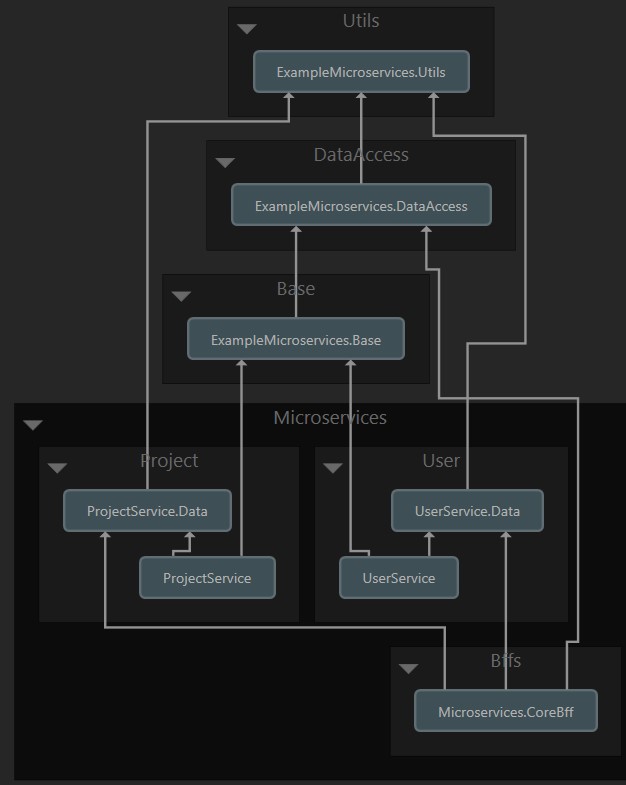 Utils
ExampleMicroservices.Utils
DataAccess
ExampleMicroservices.DataAccess
Base
ExampleMicroservices.Base
Microservices
Project
User
ProjectService.Data
UserService.Data
ProjectService
UserService
Bffs
Microservices.CoreBff